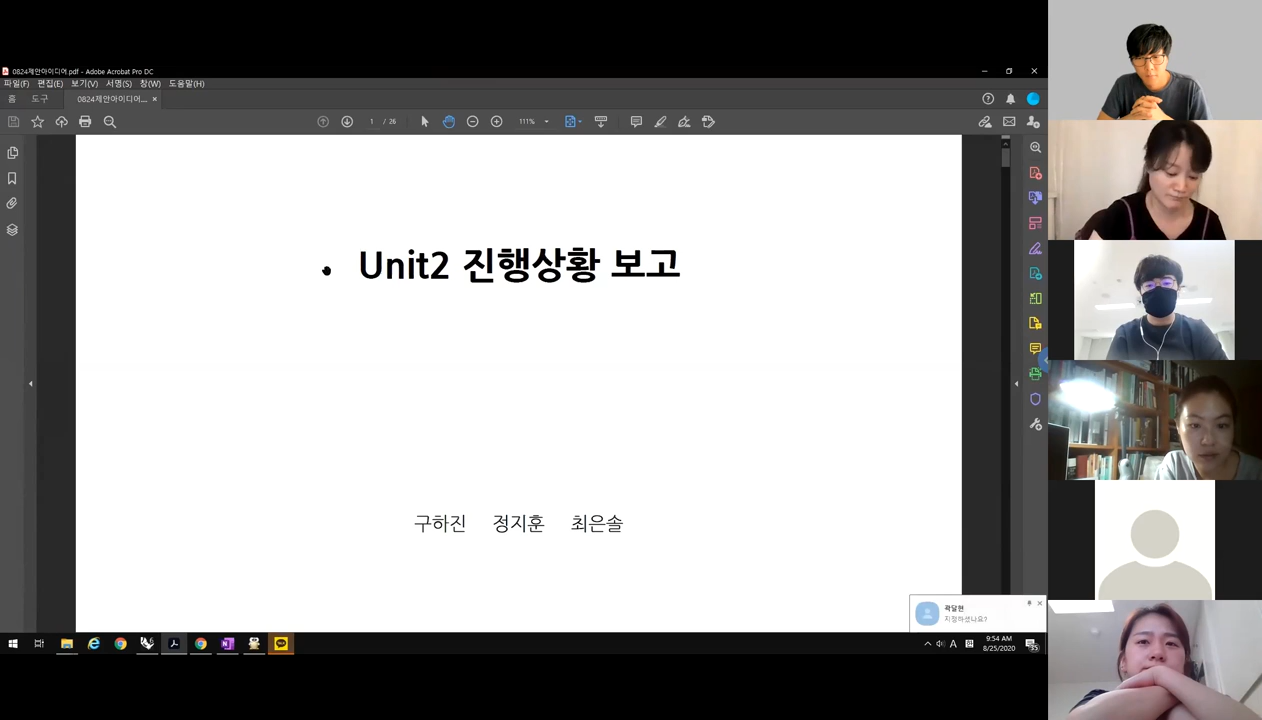 0824제안아이디어.pdf - Adobe Acrobat Pro DC
파일(F) 편집(E) 보기(V) 서명(S) 창(W) 도움말(H)
홈 도구 0824제안아이디어.... ×
1 / 26 111%
Unit2 진행상황 보고
구하진 정지훈 최은솔
곽달현
지정하셨나요?
A 9:54 AM
8/25/2020
35